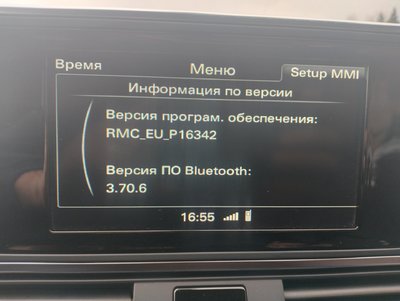 Время Меню Setup MMI
Информация по версии
Версия програм. обеспечения:
RMC_EU_P16342
Версия ПО Bluetooth:
3.70.6
16:55